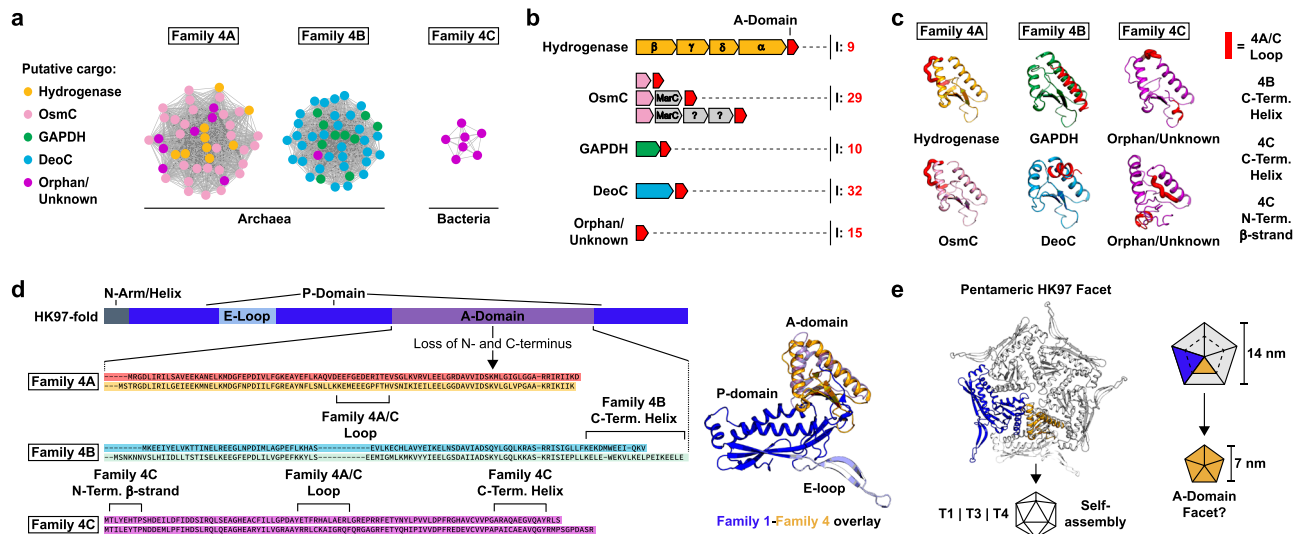 a
Family 4A
Family 4B
Family 4C
Putative cargo:
Hydrogenase
OsmC
GAPDH
DeoC
Orphan/
Unknown
Archaea
Bacteria
b
A-Domain
Hydrogenase
β γ δ α
I: 9
OsmC
MarC
MarC ? ?
I: 29
GAPDH
I: 10
DeoC
I: 32
Orphan/
Unknown
I: 15
c
Family 4A
Family 4B
Family 4C
Hydrogenase
GAPDH
Orphan/Unknown
OsmC
DeoC
Orphan/Unknown
= 4A/C
Loop
4B
C-Term.
Helix
4C
C-Term.
Helix
4C
N-Term.
β-strand
d
N-Arm/Helix
P-Domain
HK97-fold
E-Loop
A-Domain
Loss of N- and C-terminus
Family 4A
Family 4A/C
Loop
Family 4B
C-Term. Helix
Family 4B
Family 4C
N-Term. β-strand
Family 4A/C
Loop
Family 4C
C-Term. Helix
Family 4C
A-domain
P-domain
E-loop
Family 1-Family 4 overlay
e
Pentameric HK97 Facet
14 nm
7 nm
A-Domain
Facet?
T1 | T3 | T4
Self-
assembly